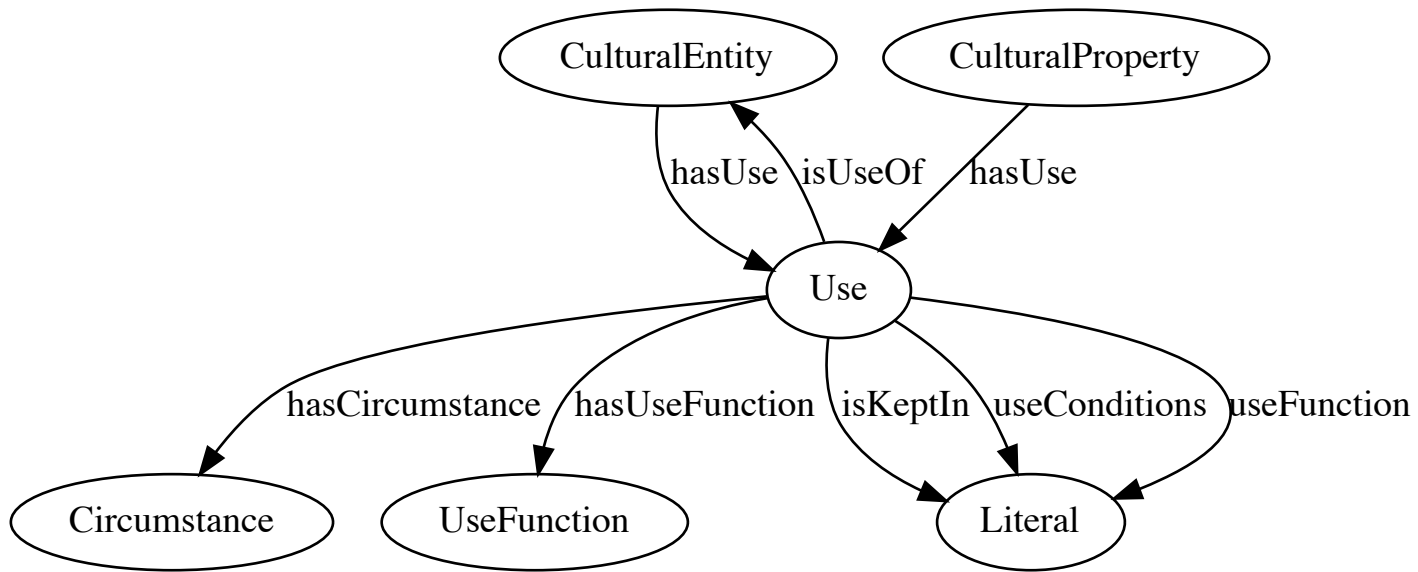 CulturalEntity
CulturalProperty
hasUse
isUseOf
hasUse
Use
hasCircumstance
hasUseFunction
isKeptIn
useConditions
useFunction
Circumstance
UseFunction
Literal